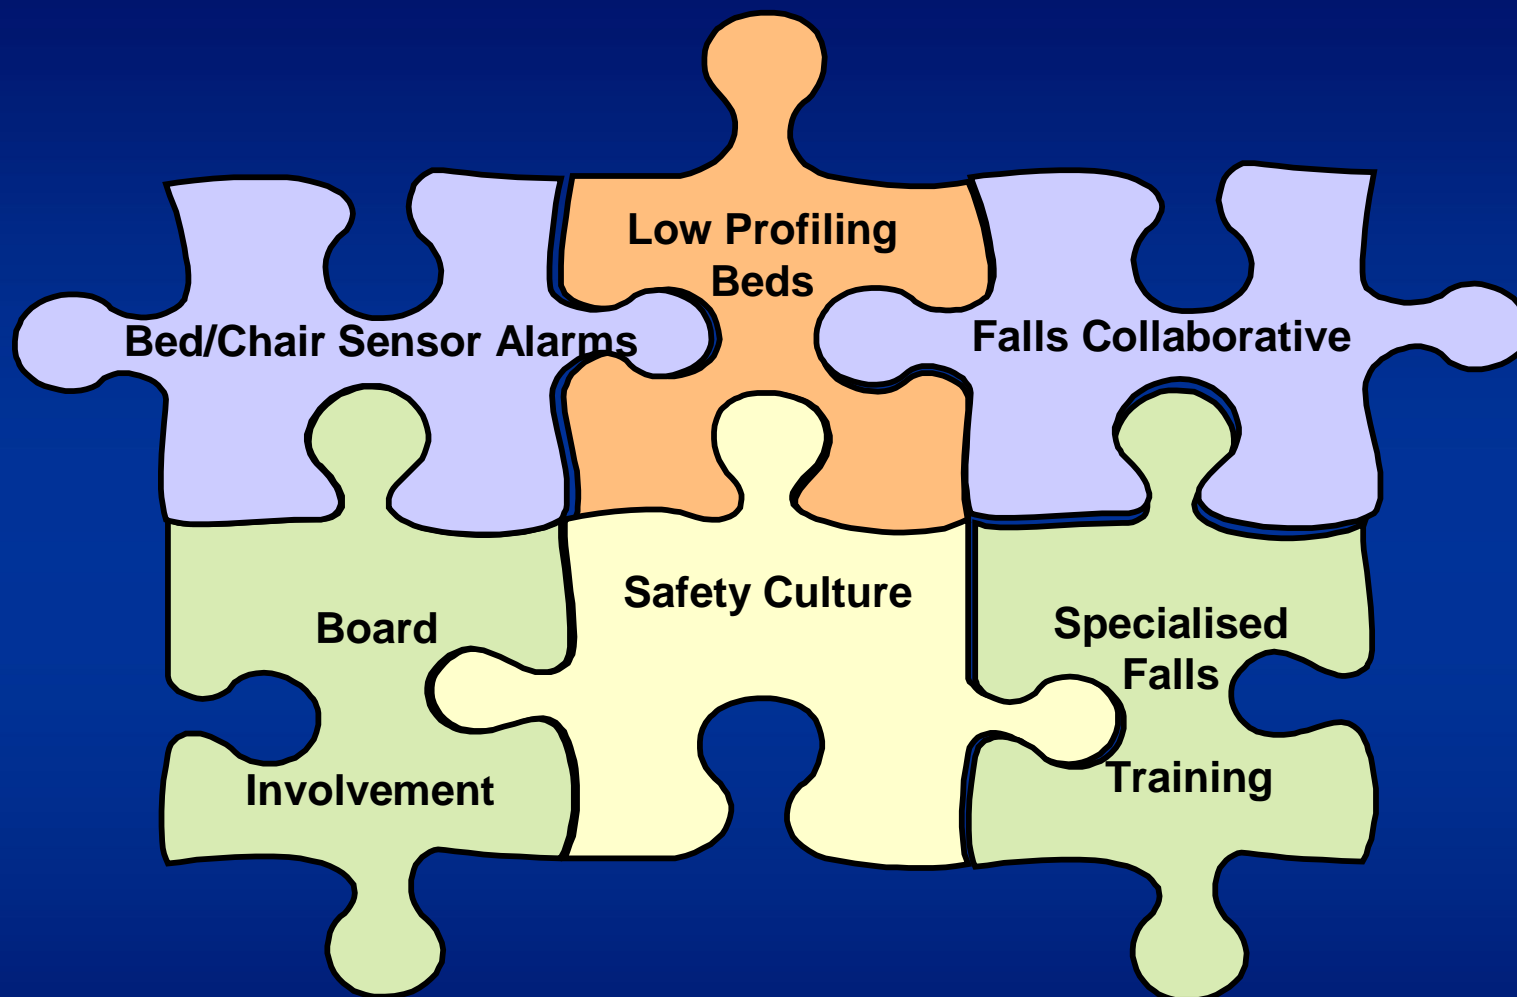 Low Profiling
Beds
Bed/Chair Sensor Alarms
Falls Collaborative
Board
Involvement
Safety Culture
Specialised
Falls
Training